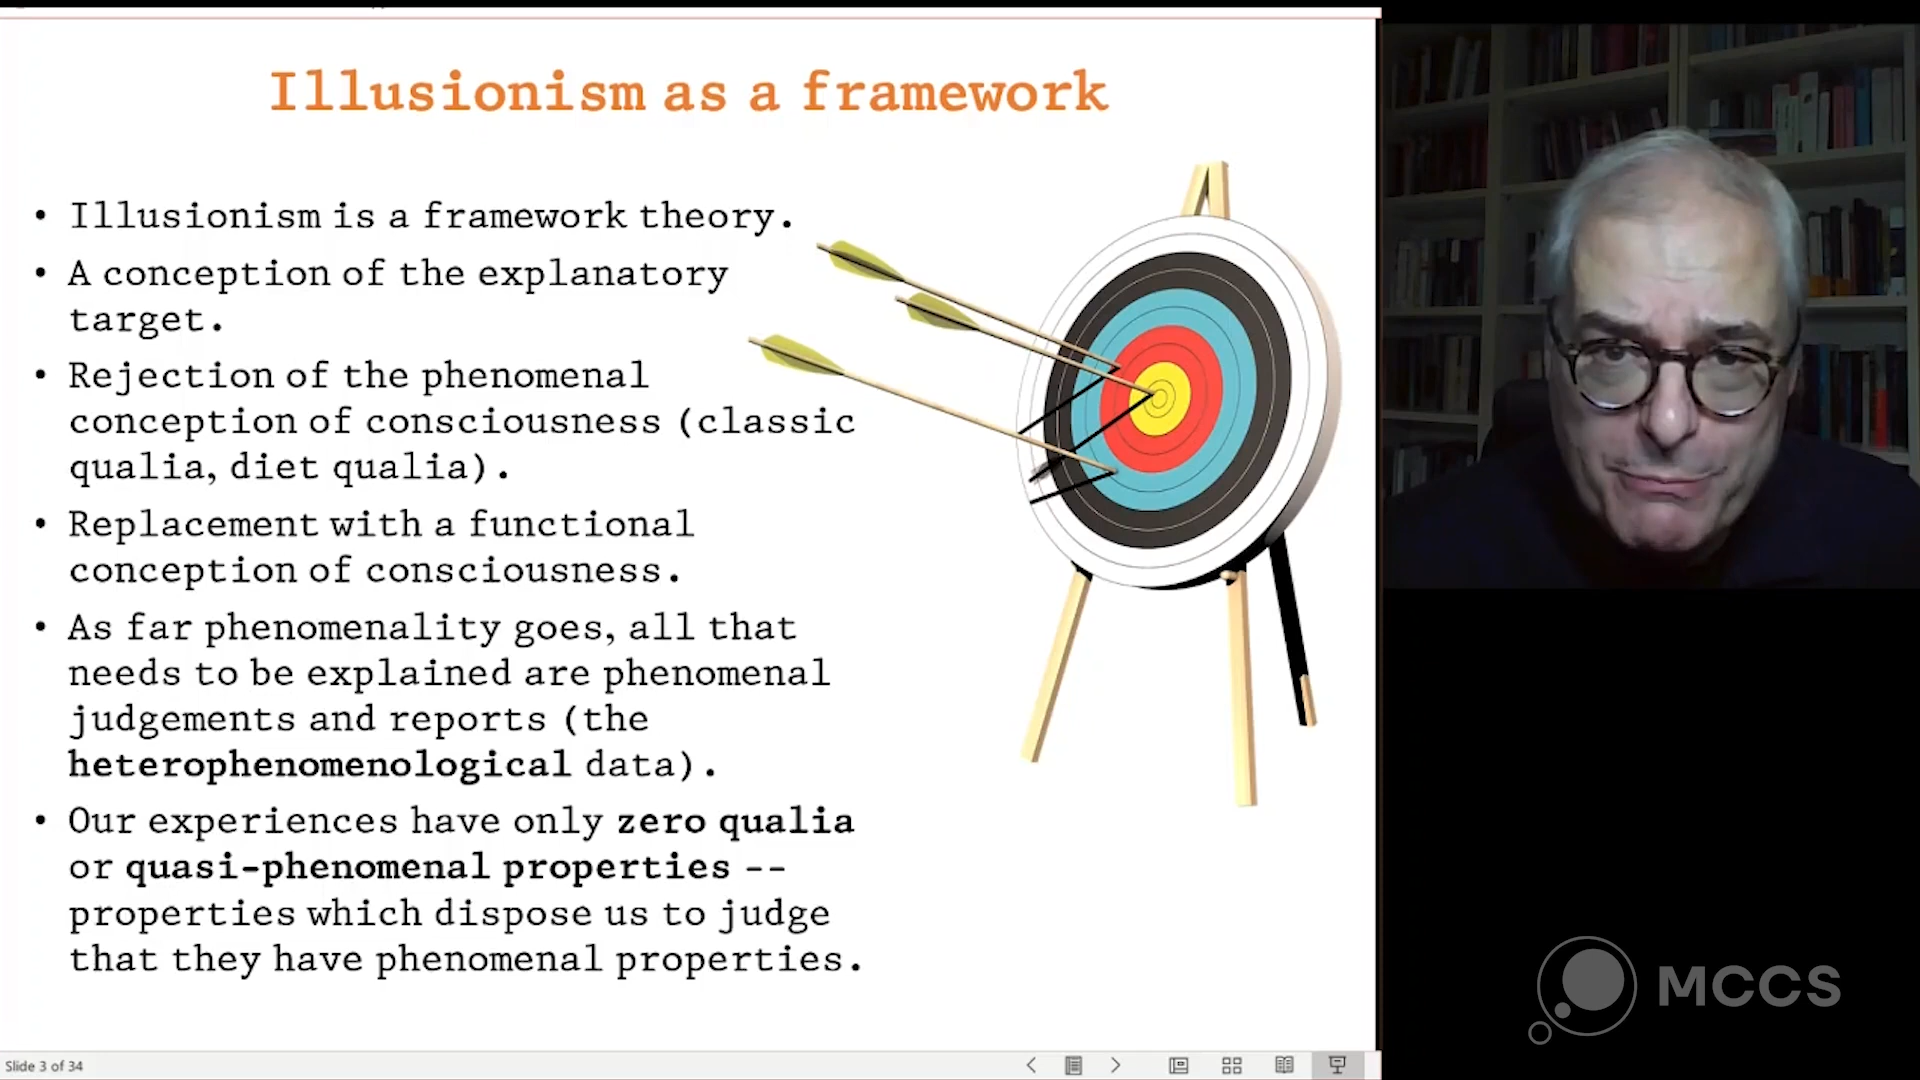 Illusionism as a framework
• Illusionism is a framework theory.
• A conception of the explanatory
target.
• Rejection of the phenomenal
conception of consciousness (classic
qualia, diet qualia).
• Replacement with a functional
conception of consciousness.
• As far phenomenality goes, all that
needs to be explained are phenomenal
judgements and reports (the
heterophenomenological data).
• Our experiences have only zero qualia
or quasi-phenomenal properties --
properties which dispose us to judge
that they have phenomenal properties.
MCCS
Slide 3 of 34